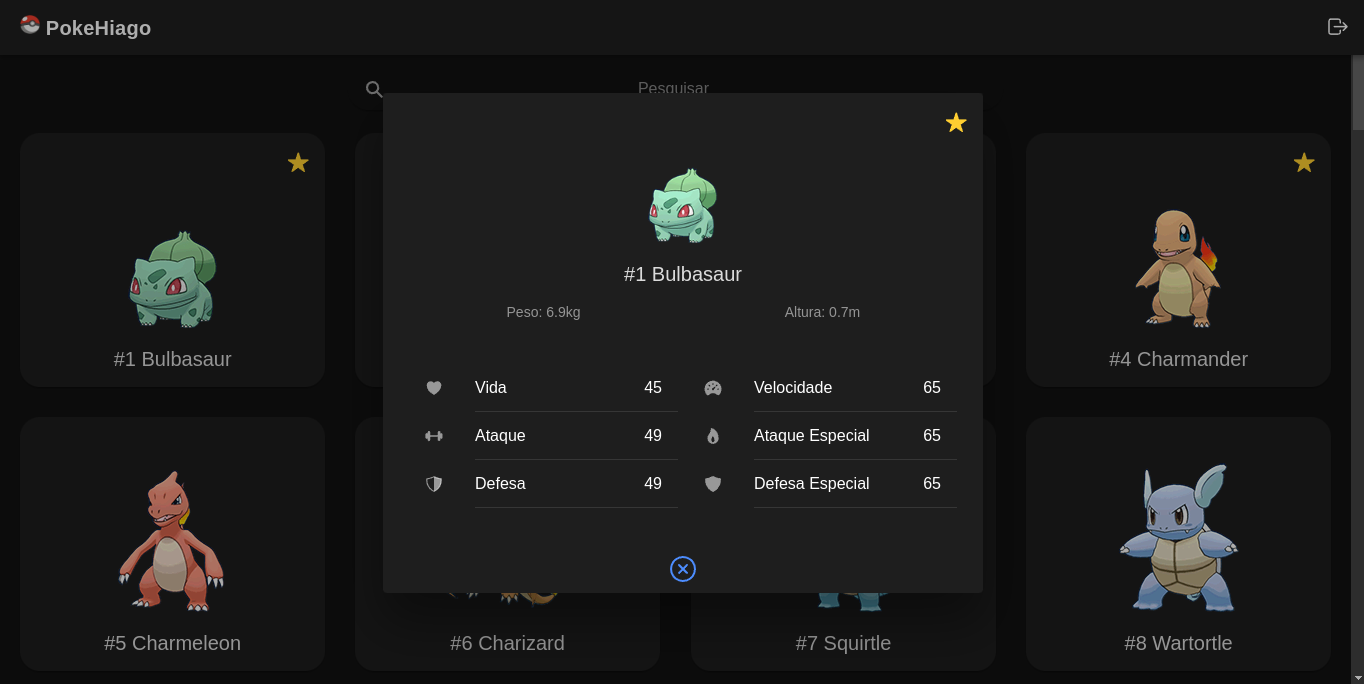 PokeHiago
Pesquisar
#1 Bulbasaur
Peso: 6.9kg
Altura: 0.7m
Vida 45
Velocidade 65
Ataque 49
Ataque Especial 65
Defesa 49
Defesa Especial 65
#1 Bulbasaur
#4 Charmander
#5 Charmeleon
#6 Charizard
#7 Squirtle
#8 Wartortle